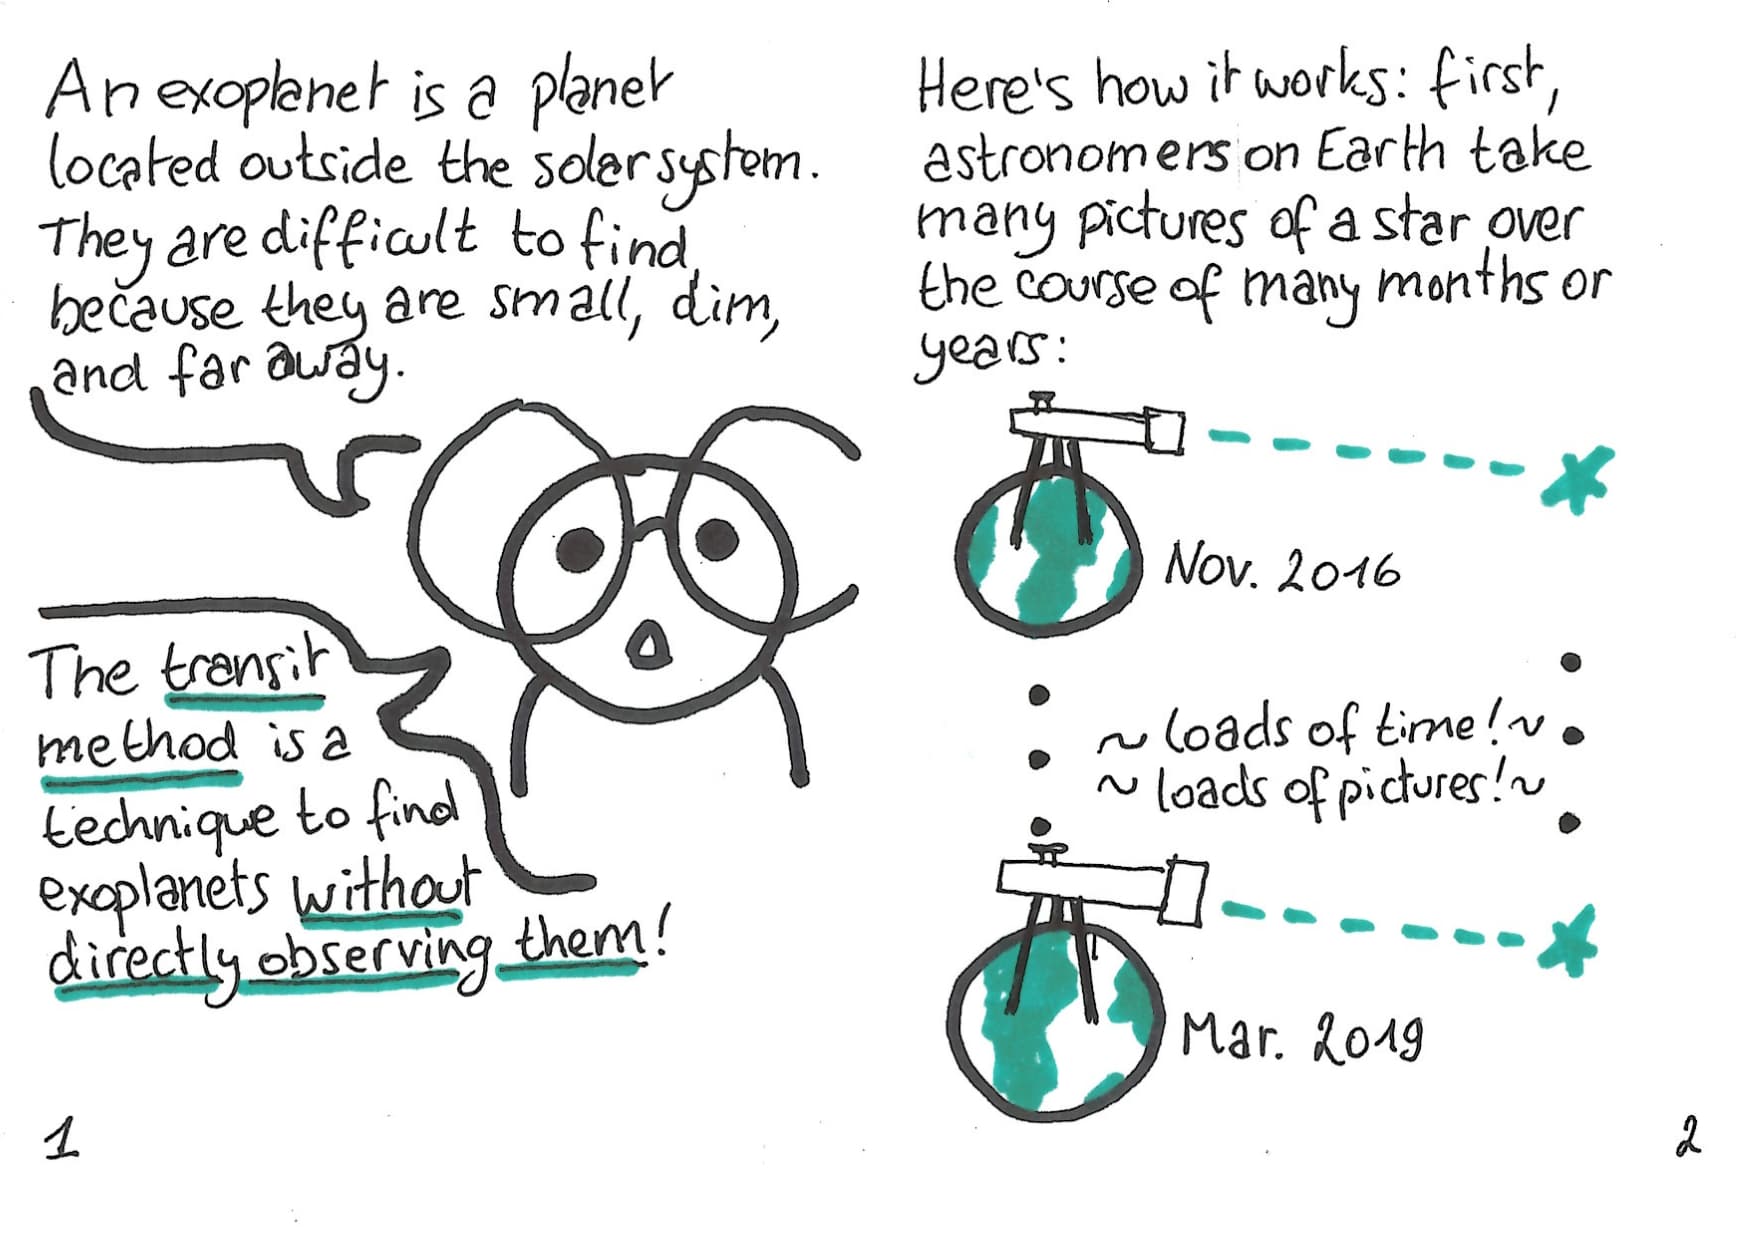 An exoplanet is a planet
located outside the solar system.
They are difficult to find,
because they are small, dim,
and far away.
The transit
method is a
technique to find
exoplanets without
directly observing them!
1
Here's how it works: first,
astronomers on Earth take
many pictures of a star over
the course of many months or
years:
Nov. 2016
~ loads of time! ~
~ loads of pictures! ~
Mar. 2019
2